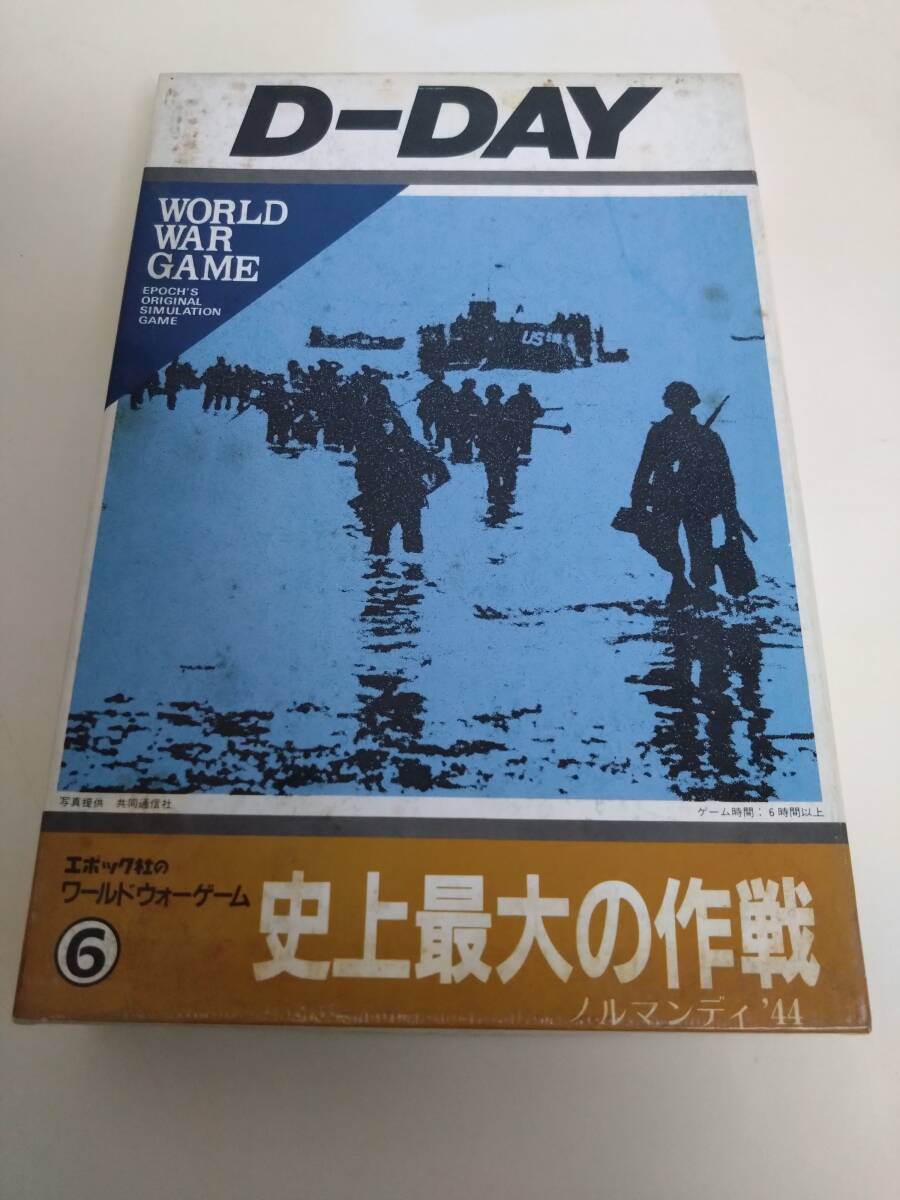 D-DAY
WORLD
WAR
GAME
EPOCH'S
ORIGINAL
SIMULATION
GAME
US
写真提供 共同通信社
ゲーム時間：6時間以上
エポック社の
ワールドウォーゲーム
6
史上最大の作戦
ノルマンディ'44